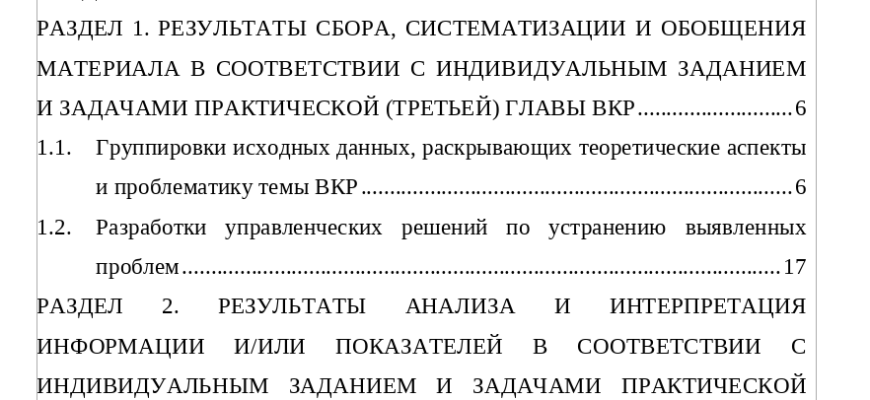 РАЗДЕЛ 1. РЕЗУЛЬТАТЫ СБОРА, СИСТЕМАТИЗАЦИИ И ОБОБЩЕНИЯ
МАТЕРИАЛА В СООТВЕТСТВИИ С ИНДИВИДУАЛЬНЫМ ЗАДАНИЕМ
И ЗАДАЧАМИ ПРАКТИЧЕСКОЙ (ТРЕТЬЕЙ) ГЛАВЫ ВКР...........................6
1.1. Группировки исходных данных, раскрывающих теоретические аспекты
и проблематику темы ВКР...........................................................................6
1.2. Разработки управленческих решений по устранению выявленных
проблем........................................................................................................17
РАЗДЕЛ 2. РЕЗУЛЬТАТЫ АНАЛИЗА И ИНТЕРПРЕТАЦИЯ
ИНФОРМАЦИИ И/ИЛИ ПОКАЗАТЕЛЕЙ В СООТВЕТСТВИИ С
ИНДИВИДУАЛЬНЫМ ЗАДАНИЕМ И ЗАДАЧАМИ ПРАКТИЧЕСКОЙ